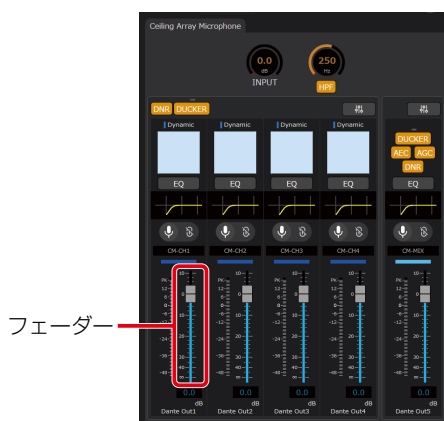 Ceiling Array Microphone
0.0
dB
INPUT
250
Hz
HPF
DNR DUCKER
Dynamic Dynamic Dynamic Dynamic
DUCKER
AEC AGC
DNR
EQ EQ EQ EQ EQ
CM-CH1 CM-CH2 CM-CH3 CM-CH4 CM-MIX
フェーダー
0.0 0.0 0.0 0.0 0.0
dB dB dB dB dB
Dante Out1 Dante Out2 Dante Out3 Dante Out4 Dante Out5